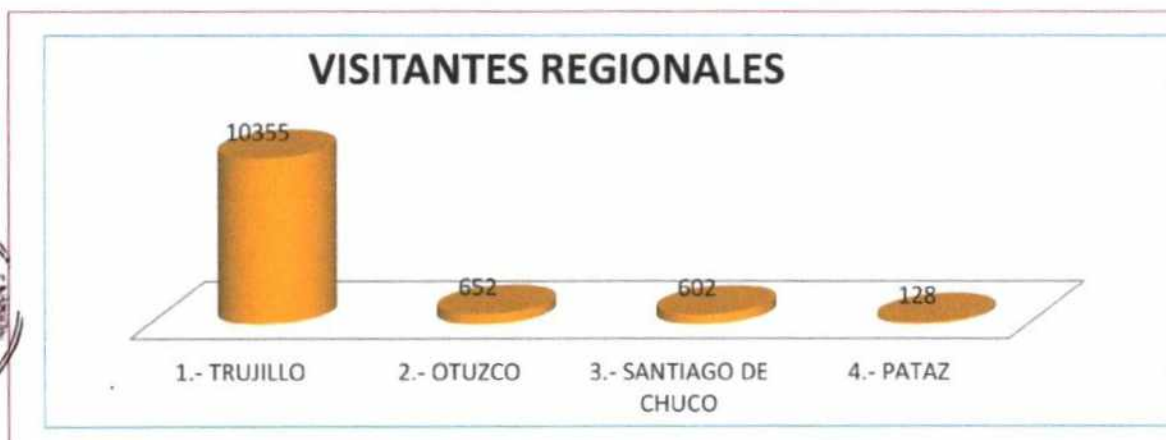 VISITANTES REGIONALES
10355
652
602
128
1.- TRUJILLO
2.- OTUZCO
3.- SANTIAGO DE CHUCO
4.- PATAZ